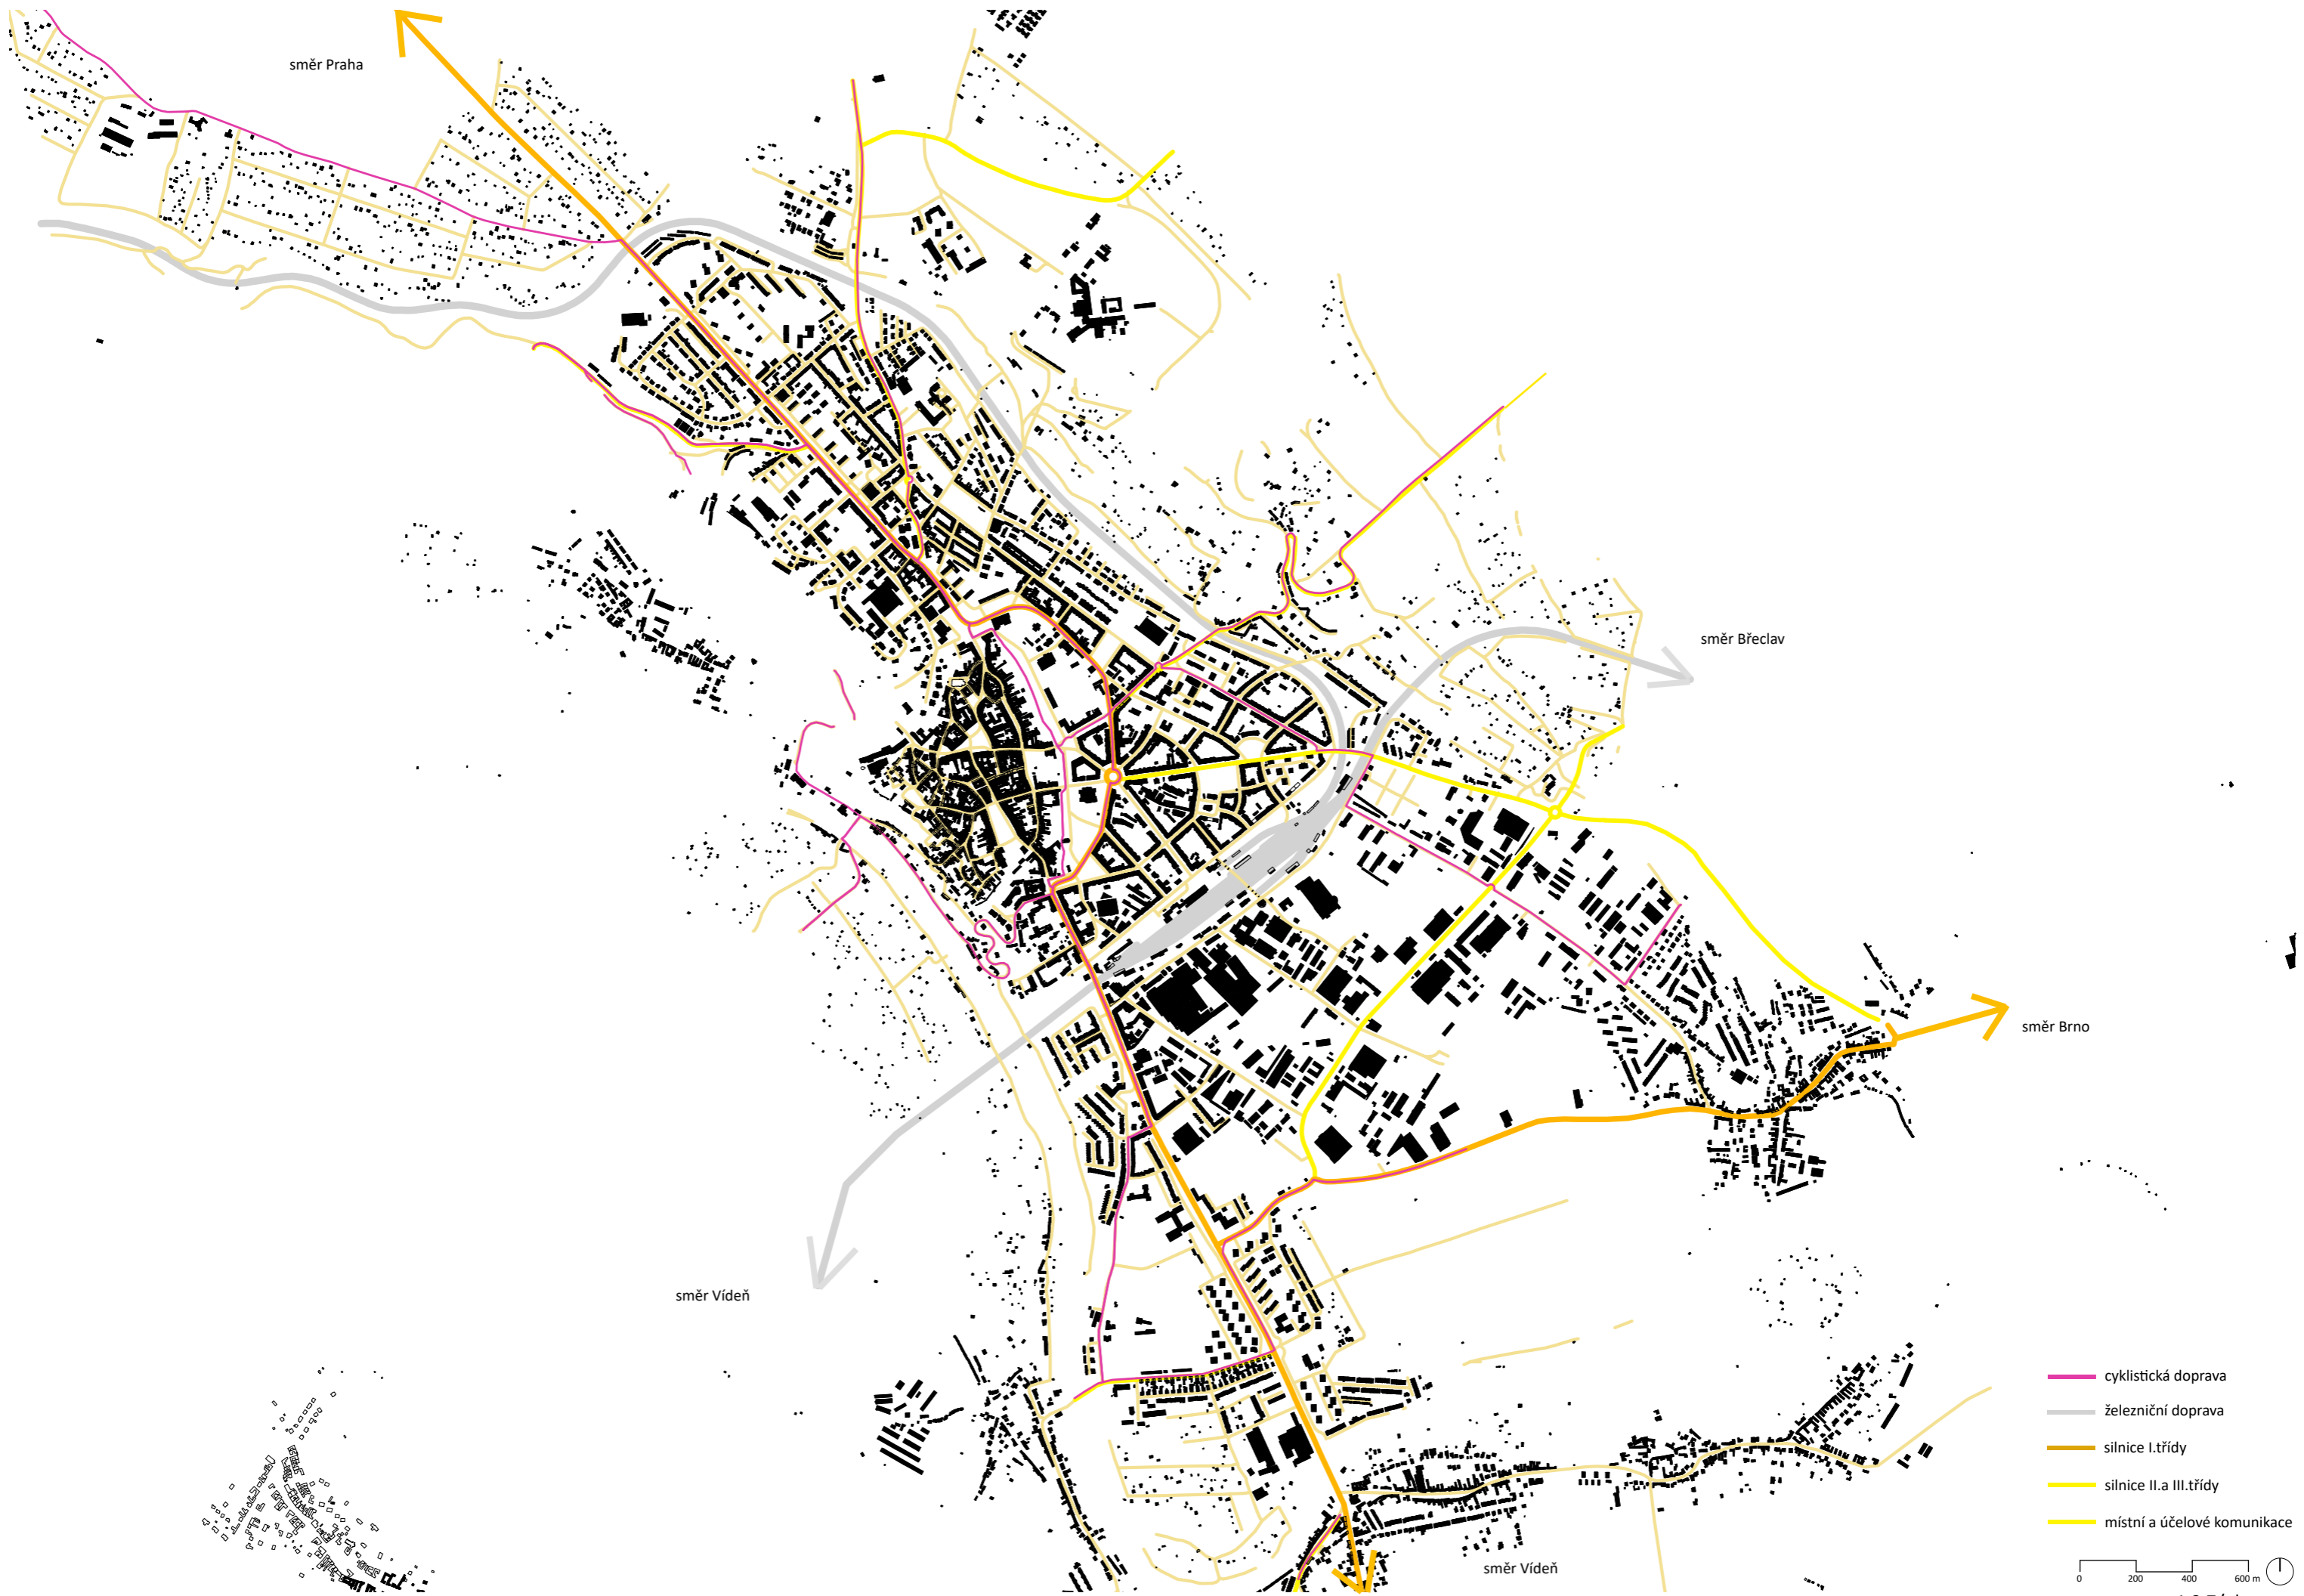 směr Praha
směr Břeclav
směr Brno
směr Vídeň
cyklistická doprava
železniční doprava
silnice I.třídy
silnice II.a III.třídy
místní a účelové komunikace
směr Vídeň
0 200 400 600 m